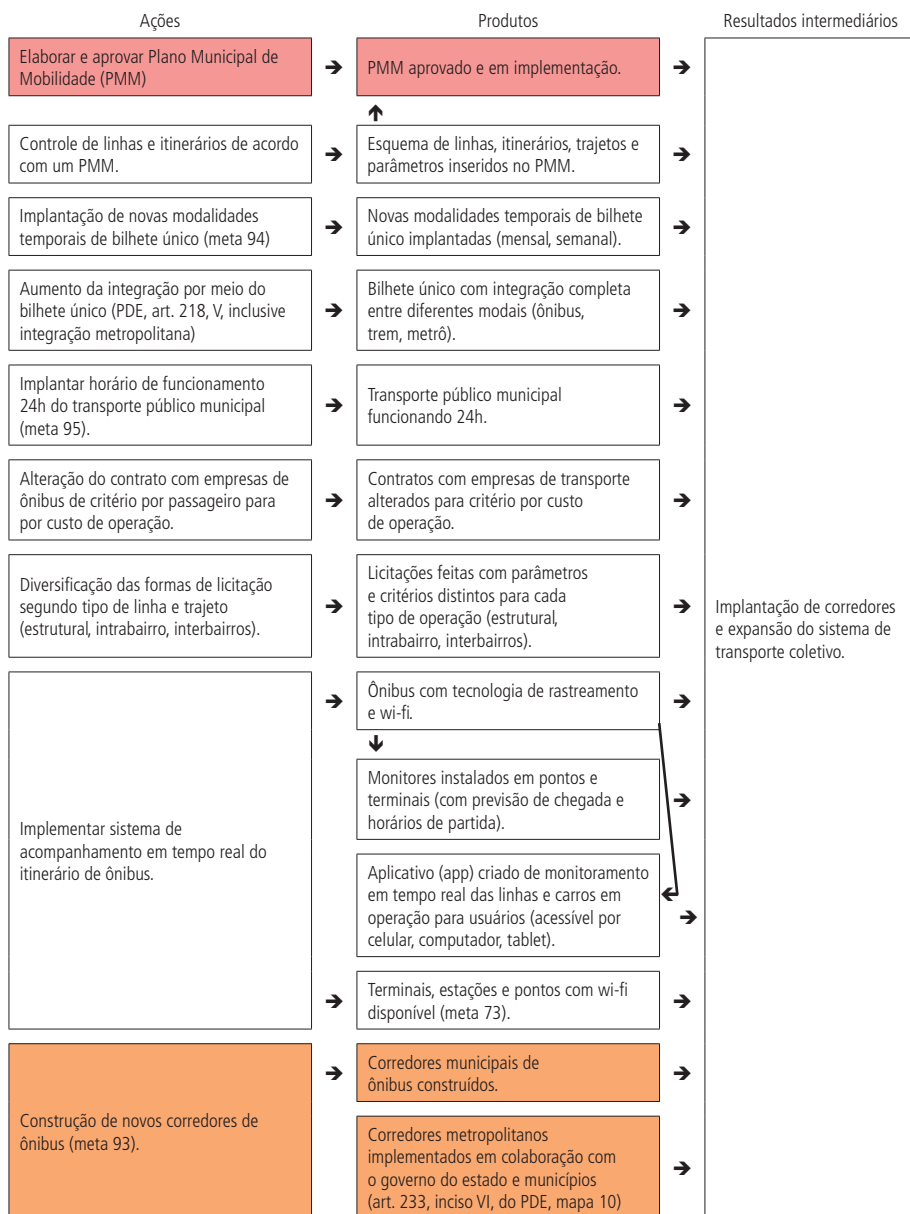 Ações
Produtos
Resultados intermediários
Elaborar e aprovar Plano Municipal de
Mobilidade (PMM)
PMM aprovado e em implementação.
Controle de linhas e itinerários de acordo
com um PMM.
Esquema de linhas, itinerários, trajetos e
parâmetros inseridos no PMM.
Implantação de novas modalidades
temporais de bilhete único (meta 94)
Novas modalidades temporais de bilhete
único implantadas (mensal, semanal).
Aumento da integração por meio do
bilhete único (PDE, art. 218, V, inclusive
integração metropolitana)
Bilhete único com integração completa
entre diferentes modais (ônibus,
trem, metrô).
Implantar horário de funcionamento
24h do transporte público municipal
(meta 95).
Transporte público municipal
funcionando 24h.
Alteração do contrato com empresas de
ônibus de critério por passageiro para
por custo de operação.
Contratos com empresas de transporte
alterados para critério por custo
de operação.
Diversificação das formas de licitação
segundo tipo de linha e trajeto
(estrutural, intrabairro, interbairros).
Licitações feitas com parâmetros
e critérios distintos para cada
tipo de operação (estrutural,
intrabairro, interbairros).
Implantação de corredores
e expansão do sistema de
transporte coletivo.
Implementar sistema de
acompanhamento em tempo real do
itinerário de ônibus.
Ônibus com tecnologia de rastreamento
e wi-fi.
Monitores instalados em pontos e
terminais (com previsão de chegada e
horários de partida).
Aplicativo (app) criado de monitoramento
em tempo real das linhas e carros em
operação para usuários (acessível por
celular, computador, tablet).
Terminais, estações e pontos com wi-fi
disponível (meta 73).
Construção de novos corredores de
ônibus (meta 93).
Corredores municipais de
ônibus construídos.
Corredores metropolitanos
implementados em colaboração com
o governo do estado e municípios
(art. 233, inciso VI, do PDE, mapa 10)